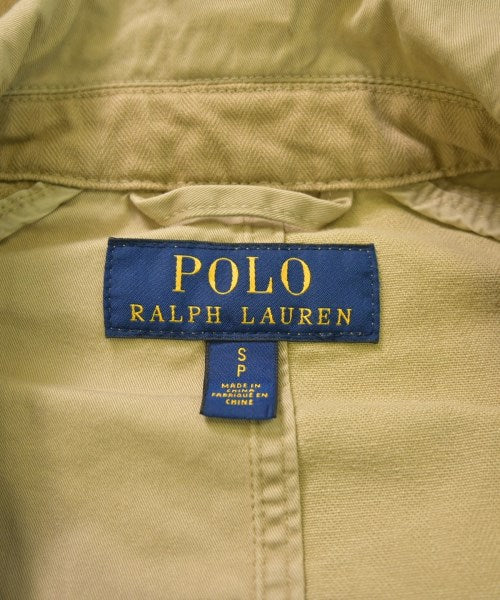 POLO
RALPH LAUREN
S
P
MADE IN
CHINA
FABRIQUÉ EN
CHINE